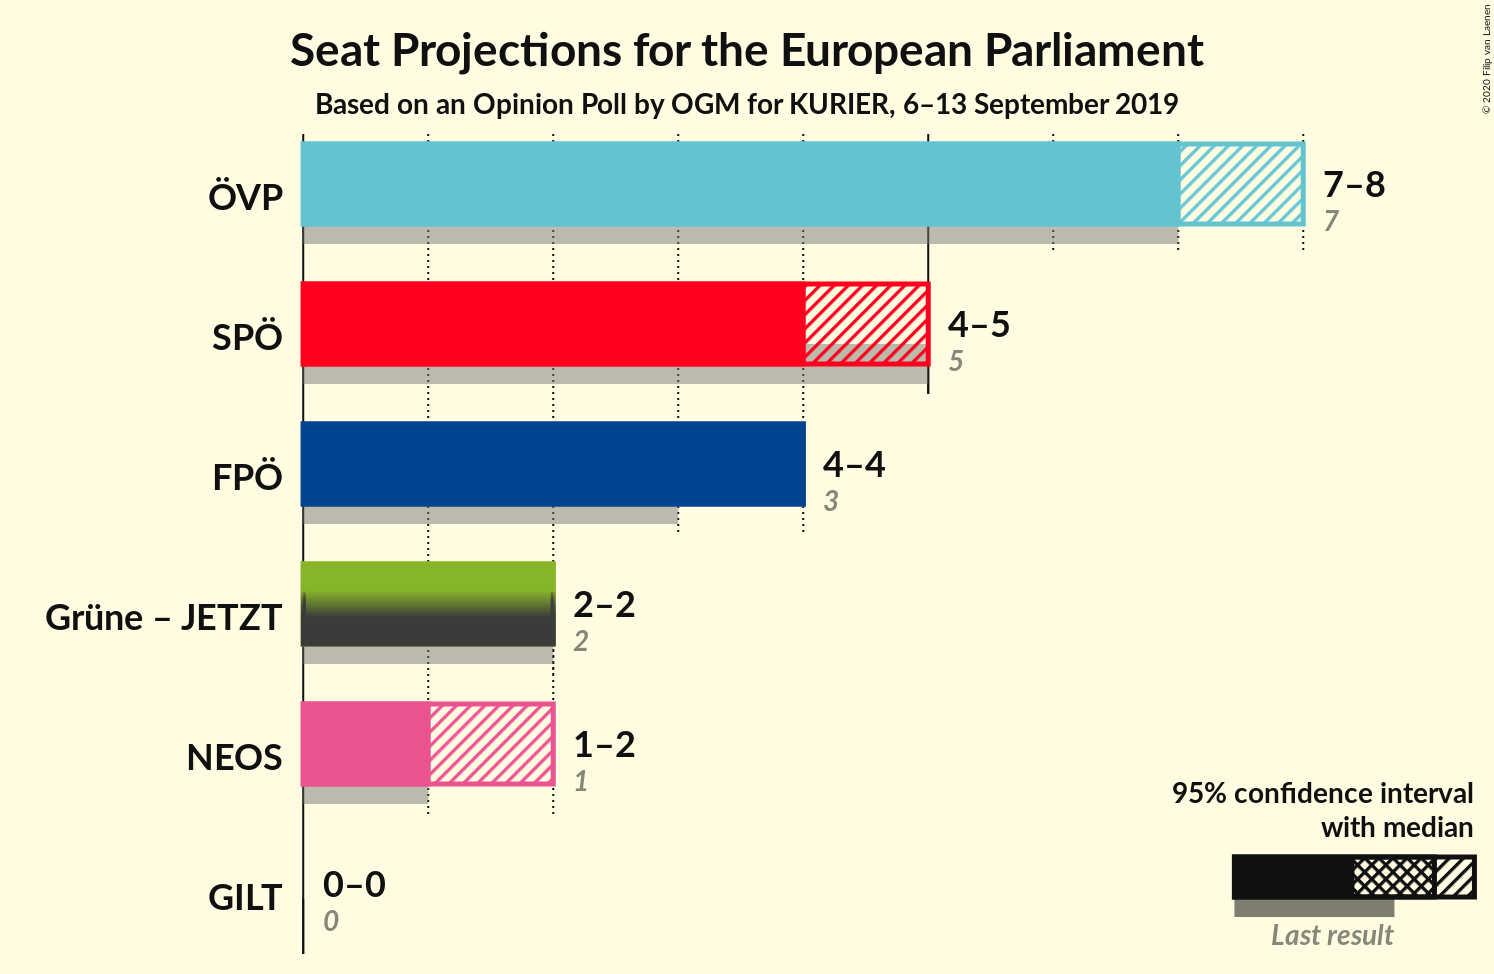 Seat Projections for the European Parliament
Based on an Opinion Poll by OGM for KURIER, 6–13 September 2019
© 2020 Filip van Laenen
ÖVP
7–8
7
SPÖ
4–5
5
FPÖ
4–4
3
Grüne – JETZT
2–2
2
NEOS
1–2
1
GILT
0–0
0
95% confidence interval
with median
Last result